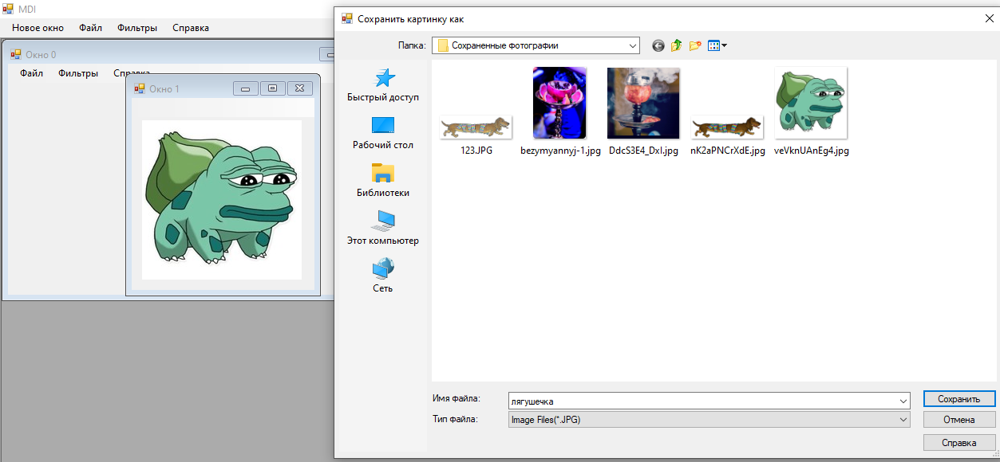 MDI
Новое окно Файл Фильтры Справка
Окно 0
Файл Фильтры Справка
Окно 1
Сохранить картинку как
Папка: Сохраненные фотографии
Быстрый доступ
Рабочий стол
Библиотеки
Этот компьютер
Сеть
123.JPG bezymyannyj-1.jpg DdcS3E4_DxI.jpg nK2aPNCrXdE.jpg veVknUAnEg4.jpg
Имя файла: лягушечка Сохранить
Тип файла: Image Files(*.JPG) Отмена
Справка